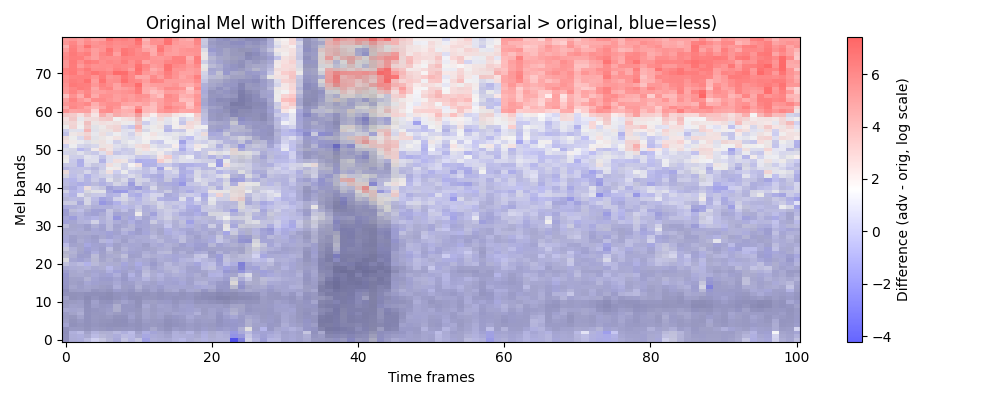 Original Mel with Differences (red=adversarial > original, blue=less)
Mel bands
70
60
50
40
30
20
10
0
0 20 40 60 80 100
Time frames
6
4
2
0
−2
−4
Difference (adv - orig, log scale)